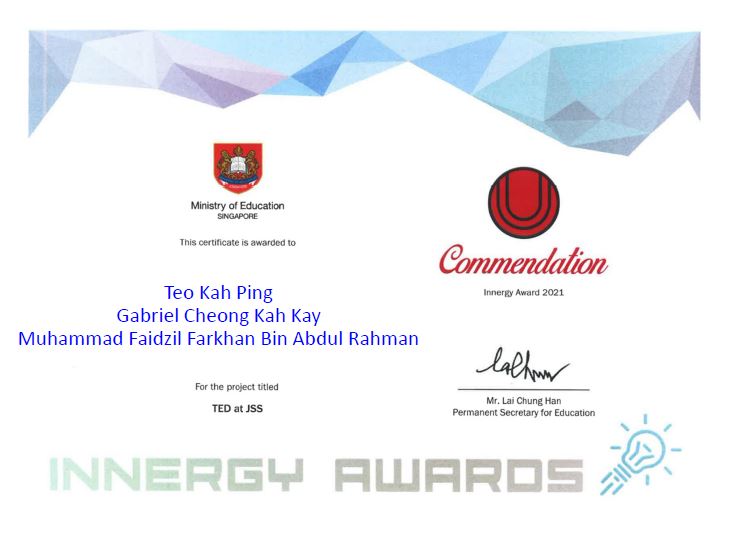 Ministry of Education
SINGAPORE
This certificate is awarded to
Teo Kah Ping
Gabriel Cheong Kah Kay
Muhammad Faidzil Farkhan Bin Abdul Rahman
For the project titled
TED at JSS
Commendation
Innergy Award 2021
Mr. Lai Chung Han
Permanent Secretary for Education
INNERGY AWARDS